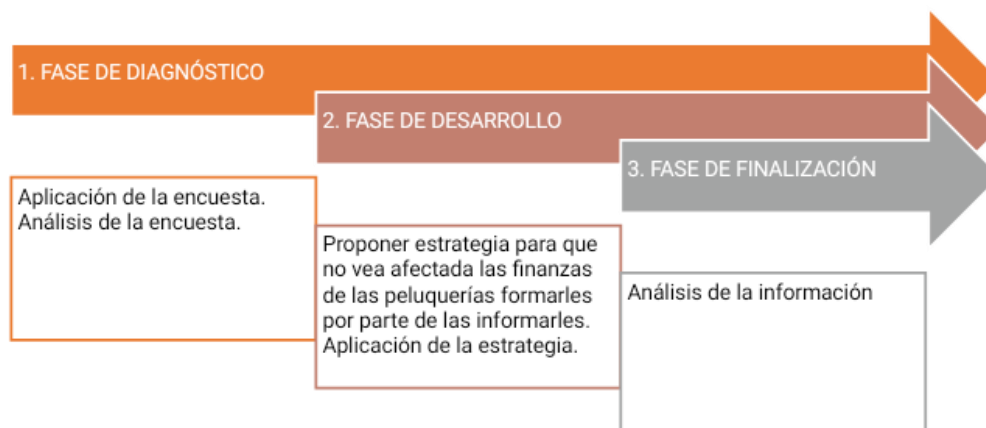 1. FASE DE DIAGNÓSTICO
2. FASE DE DESARROLLO
3. FASE DE FINALIZACIÓN
Aplicación de la encuesta.
Análisis de la encuesta.
Proponer estrategia para que
no vea afectada las finanzas
de las peluquerías formarles
por parte de las informarles.
Aplicación de la estrategia.
Análisis de la información